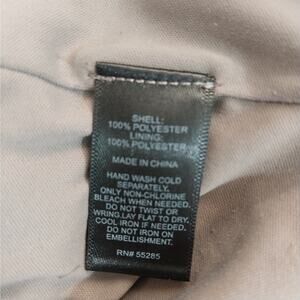 SHELL:
100% POLYESTER
LINING:
100% POLYESTER
MADE IN CHINA
HAND WASH COLD
SEPARATELY.
ONLY NON-CHLORINE
BLEACH WHEN NEEDED.
DO NOT TWIST OR
WRING.LAY FLAT TO DRY.
COOL IRON IF NEEDED.
DO NOT IRON ON
EMBELLISHMENT.
RN# 55285